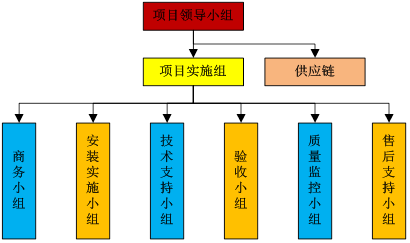 项目领导小组
项目实施组
供应链
商务小组
安装实施小组
技术支持小组
验收小组
质量监控小组
售后支持小组